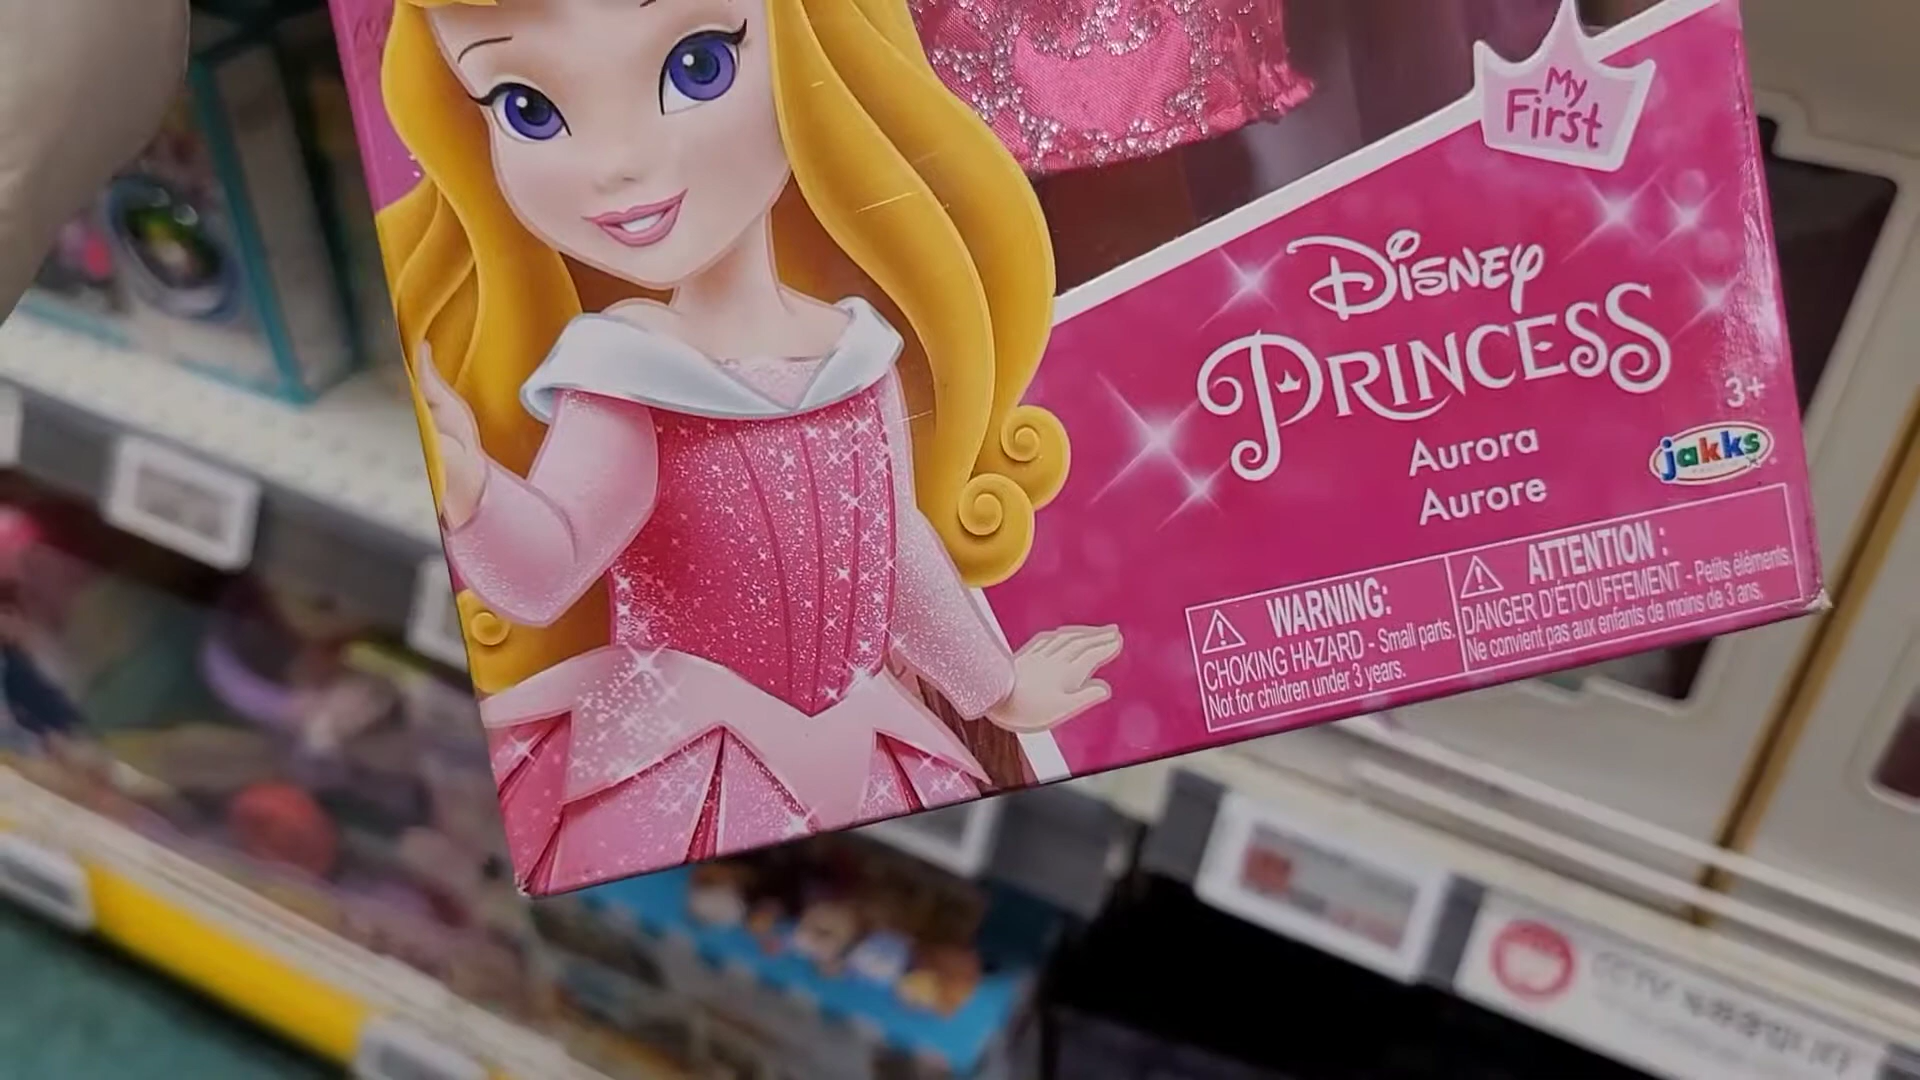 My
First
Disney
PRINCESS
3+
Aurora
Aurore
jakks
WARNING:
CHOKING HAZARD - Small parts.
Not for children under 3 years.
ATTENTION :
DANGER D'ÉTOUFFEMENT - Petits éléments.
Ne convient pas aux enfants de moins de 3 ans.